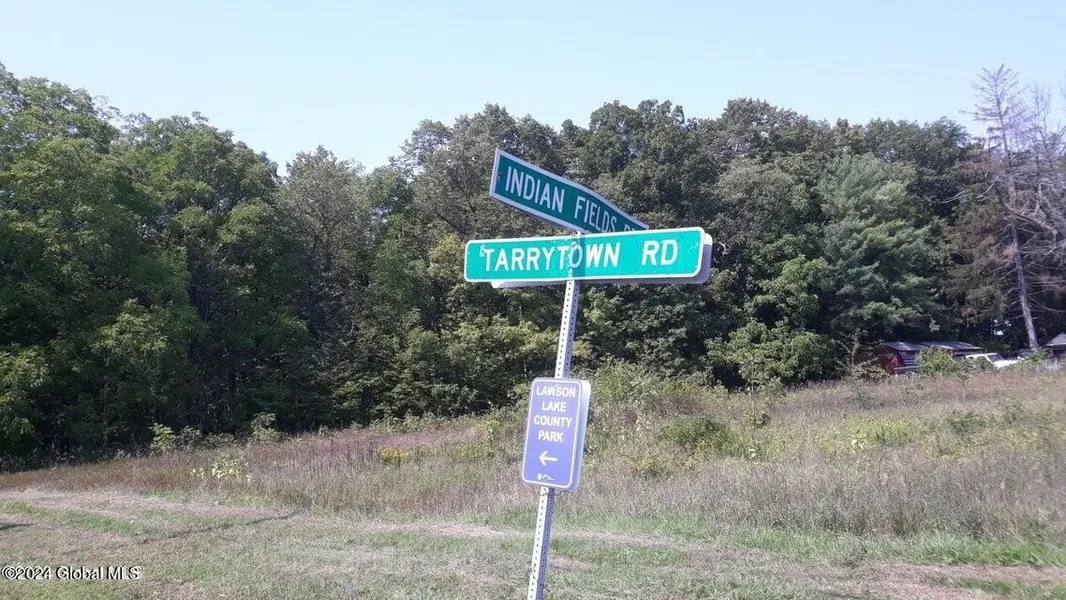 INDIAN FIELDS
TARRYTOWN RD
LAWSON
LAKE
COUNTY
PARK
©2024 Global MLS